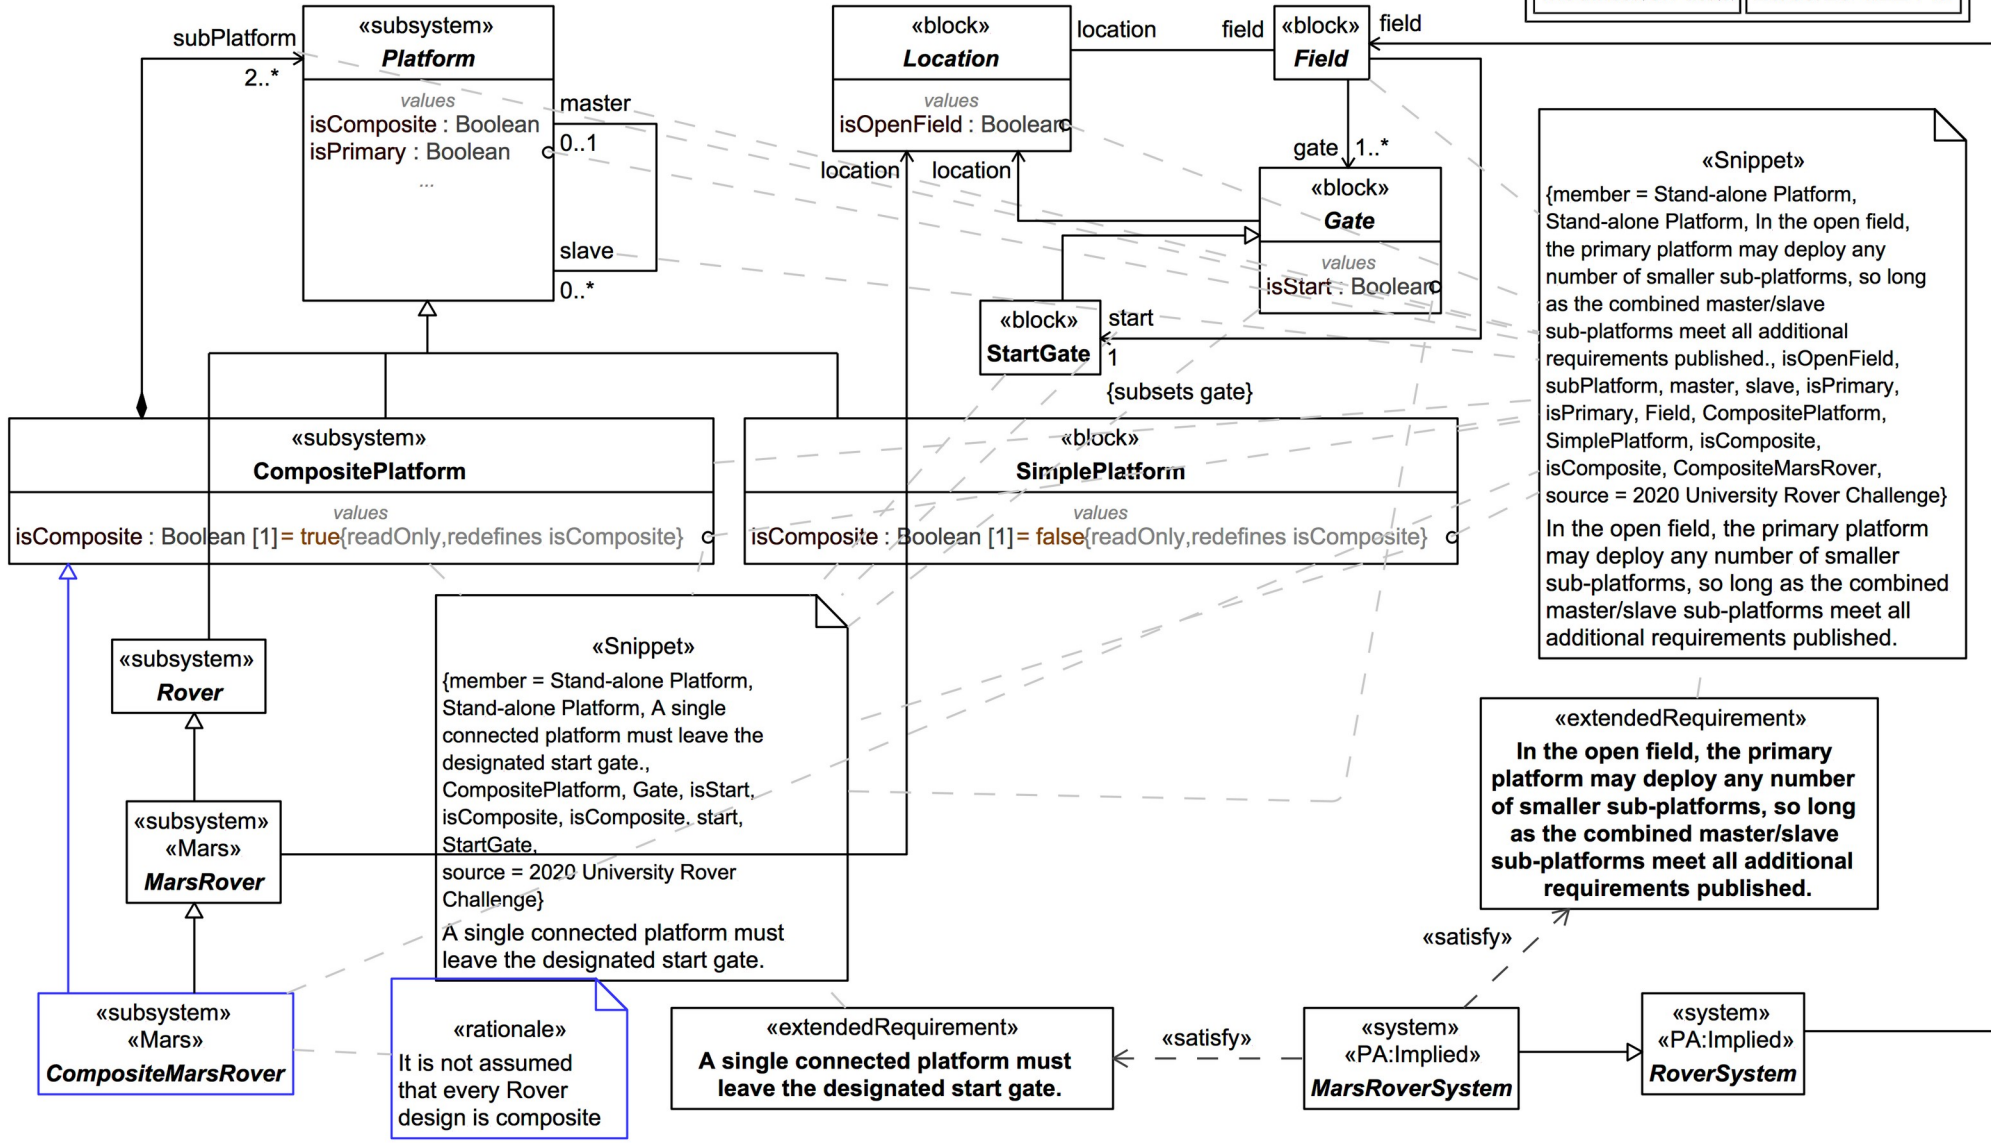 «subsystem»
Platform
values
isComposite : Boolean
isPrimary : Boolean
...
subPlatform
2..*
master
0..1
slave
0..*
«block»
Location
values
isOpenField : Boolean
location
field
«block»
Field
field
location
location
gate
1..*
«block»
Gate
values
isStart : Boolean
«block»
StartGate
start
1
{subsets gate}
«subsystem»
CompositePlatform
values
isComposite : Boolean [1]= true{readOnly,redefines isComposite}
«block»
SimplePlatform
values
isComposite : Boolean [1]= false{readOnly,redefines isComposite}
«Snippet»
{member = Stand-alone Platform,
Stand-alone Platform, In the open field,
the primary platform may deploy any
number of smaller sub-platforms, so long
as the combined master/slave
sub-platforms meet all additional
requirements published., isOpenField,
subPlatform, master, slave, isPrimary,
isPrimary, Field, CompositePlatform,
SimplePlatform, isComposite,
isComposite, CompositeMarsRover,
source = 2020 University Rover Challenge}
In the open field, the primary platform
may deploy any number of smaller
sub-platforms, so long as the combined
master/slave sub-platforms meet all
additional requirements published.
«subsystem»
Rover
«Snippet»
{member = Stand-alone Platform,
Stand-alone Platform, A single
connected platform must leave the
designated start gate.,
CompositePlatform, Gate, isStart,
isComposite, isComposite, start,
StartGate,
source = 2020 University Rover
Challenge}
A single connected platform must
leave the designated start gate.
«subsystem»
«Mars»
MarsRover
«extendedRequirement»
In the open field, the primary
platform may deploy any number
of smaller sub-platforms, so long
as the combined master/slave
sub-platforms meet all additional
requirements published.
«satisfy»
«subsystem»
«Mars»
CompositeMarsRover
«rationale»
It is not assumed
that every Rover
design is composite
«extendedRequirement»
A single connected platform must
leave the designated start gate.
«satisfy»
«system»
«PA:Implied»
MarsRoverSystem
«system»
«PA:Implied»
RoverSystem